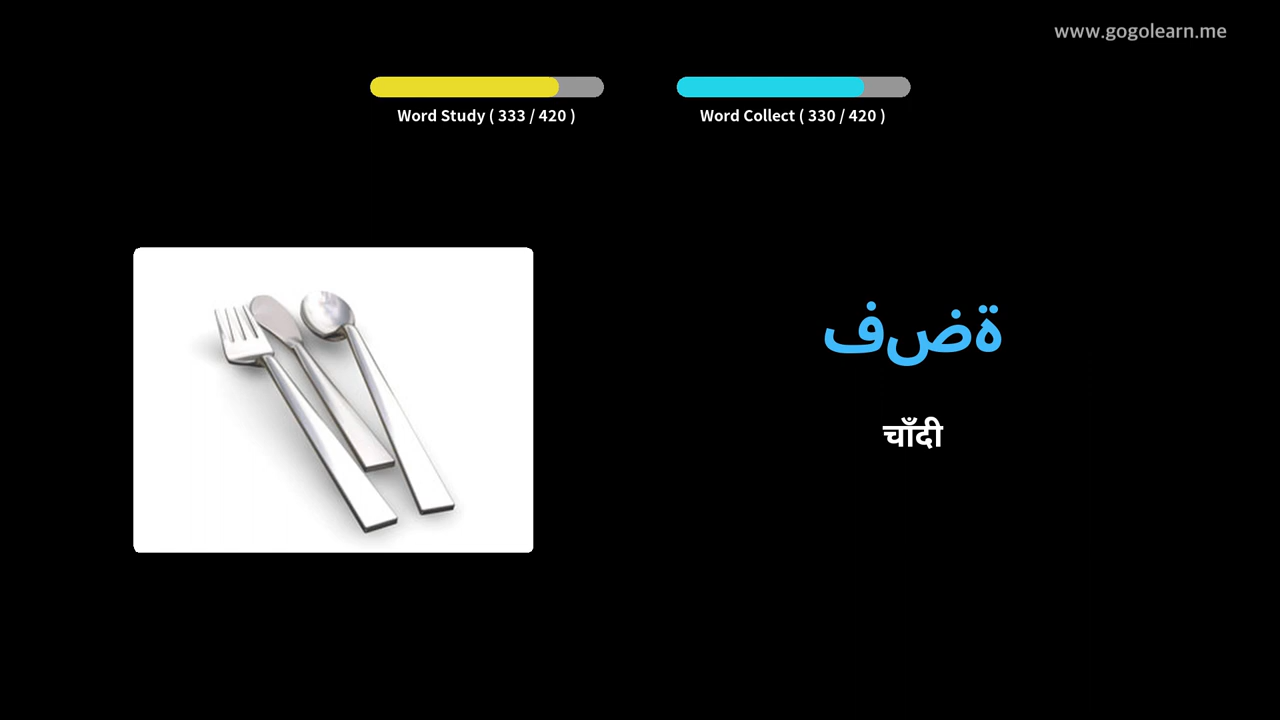 www.gogolearn.me
Word Study ( 333 / 420 )
Word Collect ( 330 / 420 )
فضة
चाँदी